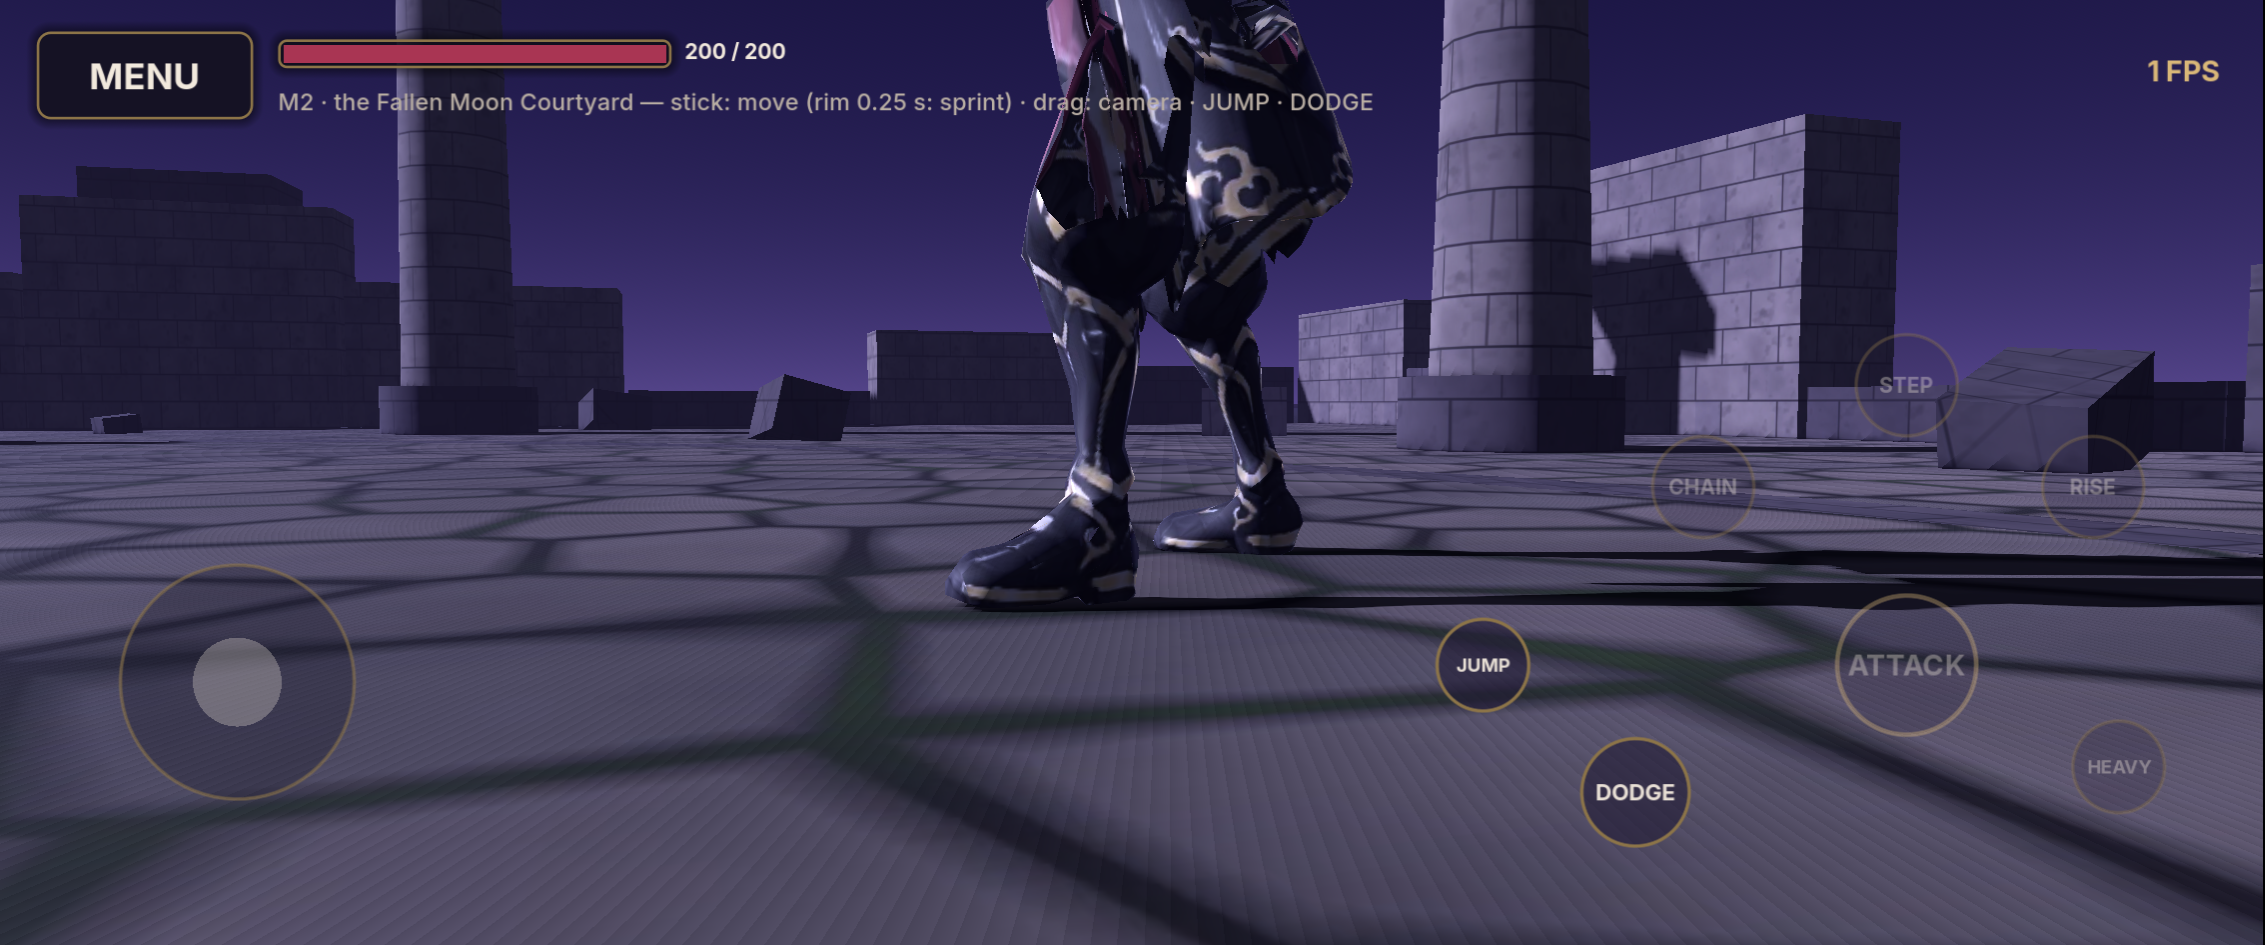 MENU
200 / 200
1 FPS
M2 · the Fallen Moon Courtyard — stick: move (rim 0.25 s: sprint) · drag: camera · JUMP · DODGE
STEP
CHAIN
RISE
JUMP
ATTACK
HEAVY
DODGE